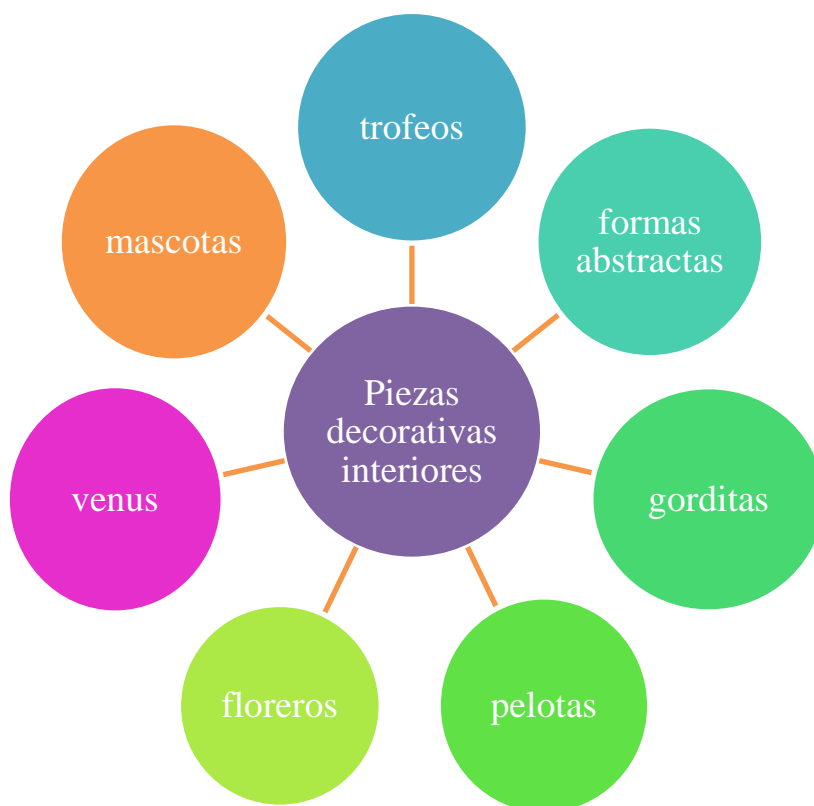 trofeos
formas
abstractas
gorditas
pelotas
floreros
venus
mascotas
Piezas
decorativas
interiores